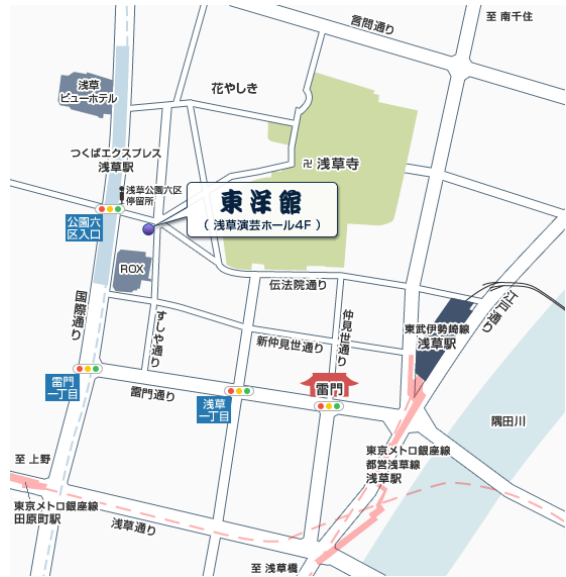 至 南千住
言問通り
浅草
ビューホテル
花やしき
つくばエクスプレス
浅草駅
卍 浅草寺
浅草公園六区
停留所
東洋館
( 浅草演芸ホール4F )
公園六
区入口
ROX
伝法院通り
江戸通り
国際通り
すしや通り
仲見世通り
新仲見世通り
東武伊勢崎線
浅草駅
雷門
一丁目
雷門通り
浅草
一丁目
雷門
隅田川
東京メトロ銀座線
都営浅草線
浅草駅
至 上野
東京メトロ銀座線
田原町駅
浅草通り
至 浅草橋